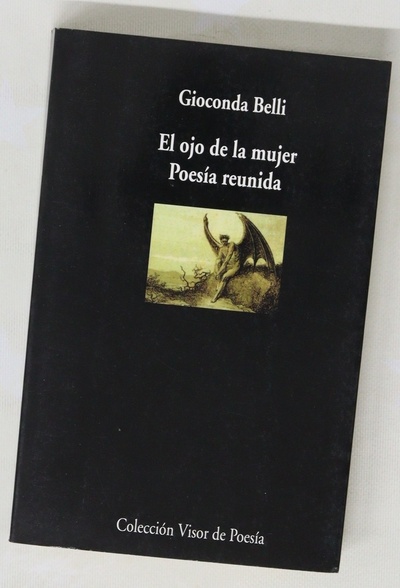 Gioconda Belli
El ojo de la mujer
Poesía reunida
Colección Visor de Poesía